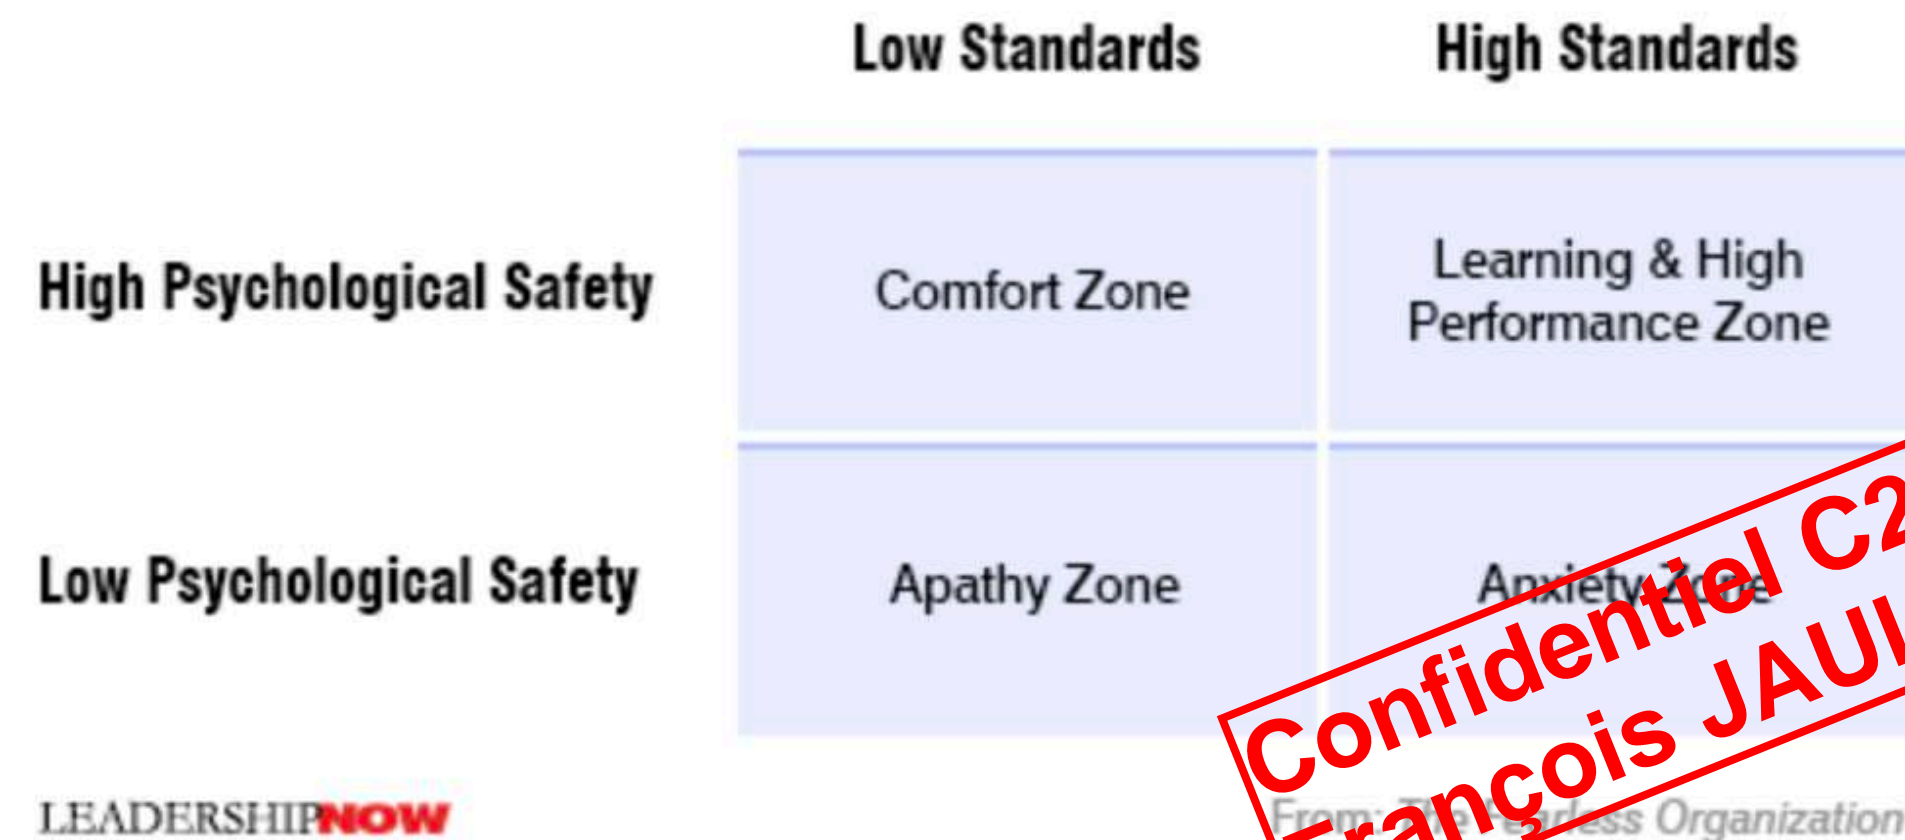 Low Standards High Standards
High Psychological Safety
Comfort Zone
Learning & High
Performance Zone
Low Psychological Safety
Apathy Zone
Anxiety Zone
Confidentiel C2
François JAUI
LEADERSHIPNOW
From: The Fearless Organization